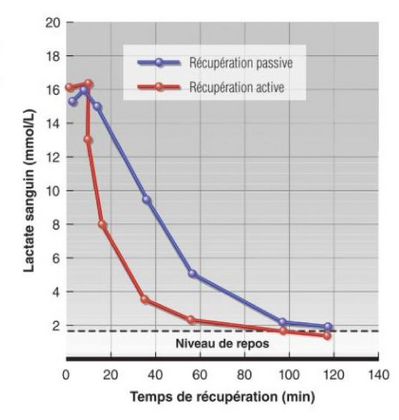 20
18
16
14
12
10
8
6
4
2
Lactate sanguin (mmol/L)
Récupération passive
Récupération active
Niveau de repos
0 20 40 60 80 100 120 140
Temps de récupération (min)